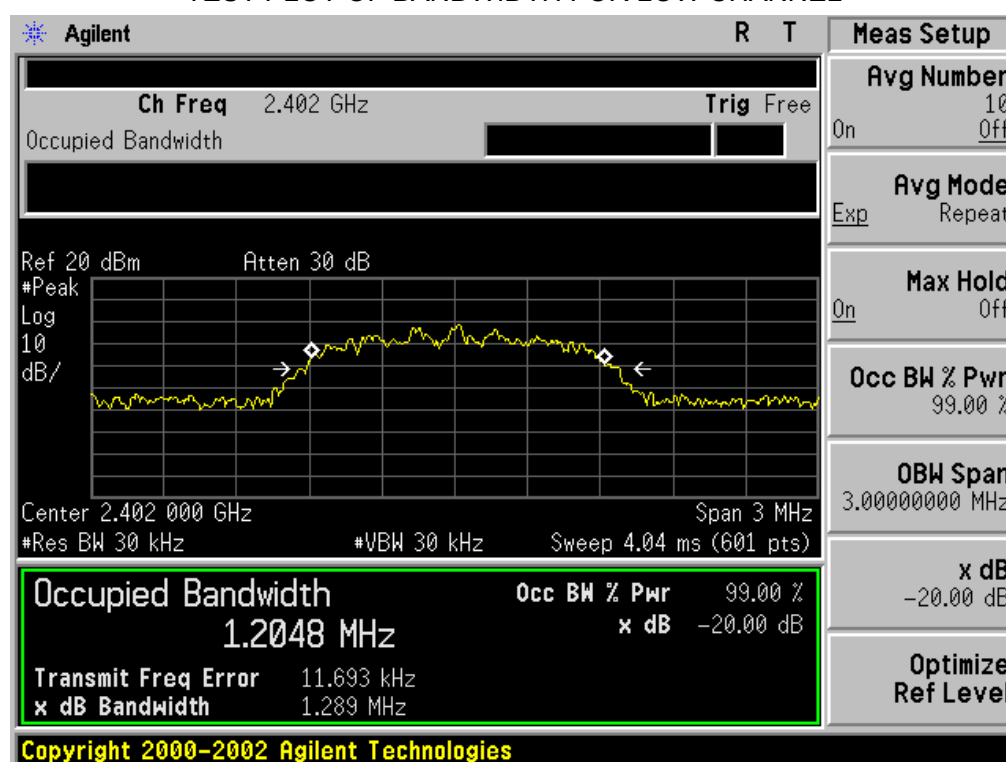 Agilent R T
Meas Setup
Ch Freq 2.402 GHz Trig Free
Occupied Bandwidth
Avg Number
10
On Off
Avg Mode
Exp Repeat
Max Hold
On Off
Occ BW % Pwr
99.00 %
OBW Span
3.00000000 MHz
x dB
-20.00 dB
Optimize
Ref Level
Ref 20 dBm Atten 30 dB
#Peak
Log
10
dB/
Center 2.402 000 GHz Span 3 MHz
#Res BW 30 kHz #VBW 30 kHz Sweep 4.04 ms (601 pts)
Occupied Bandwidth Occ BW % Pwr 99.00 %
1.2048 MHz x dB -20.00 dB
Transmit Freq Error 11.693 kHz
x dB Bandwidth 1.289 MHz
Copyright 2000-2002 Agilent Technologies